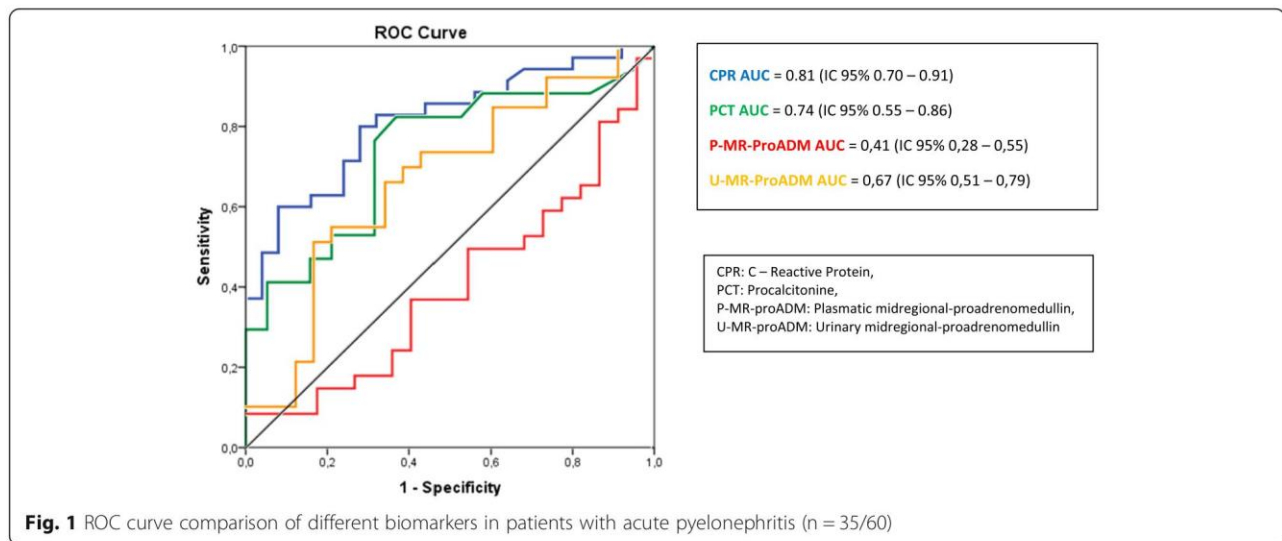 ROC Curve
1,0
0,8
0,6
0,4
0,2
0,0
Sensitivity
0,0 0,2 0,4 0,6 0,8 1,0
1 - Specificity
CPR AUC = 0.81 (IC 95% 0.70 – 0.91)
PCT AUC = 0.74 (IC 95% 0.55 – 0.86)
P-MR-ProADM AUC = 0,41 (IC 95% 0,28 – 0,55)
U-MR-ProADM AUC = 0,67 (IC 95% 0,51 – 0,79)
CPR: C – Reactive Protein,
PCT: Procalcitonine,
P-MR-proADM: Plasmatic midregional-proadrenomedullin,
U-MR-proADM: Urinary midregional-proadrenomedullin
Fig. 1 ROC curve comparison of different biomarkers in patients with acute pyelonephritis (n = 35/60)